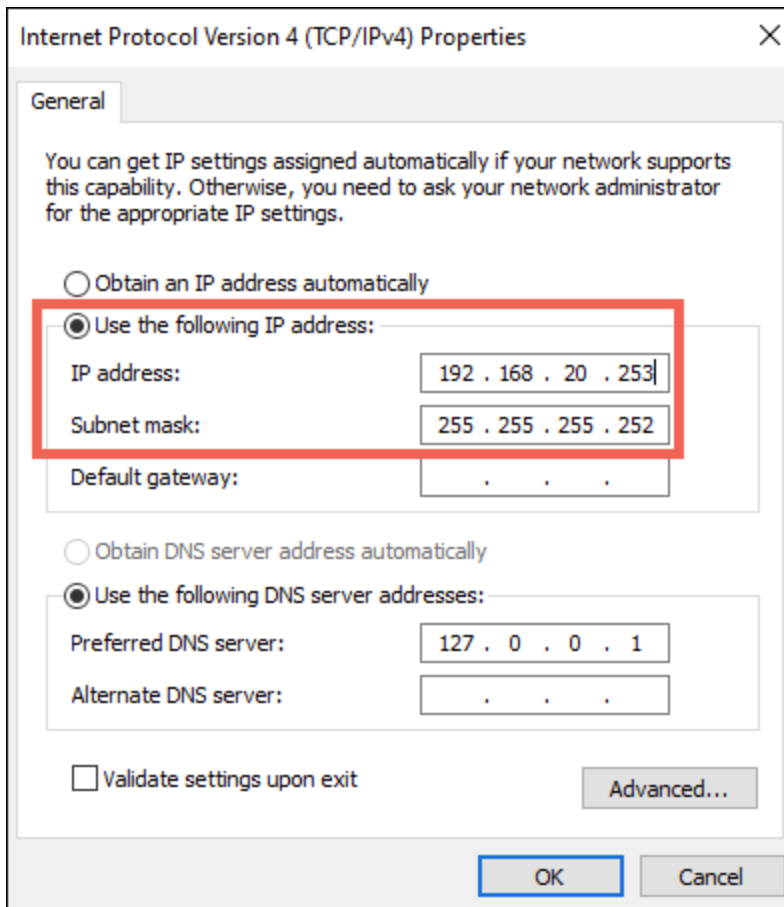 Internet Protocol Version 4 (TCP/IPv4) Properties
General
You can get IP settings assigned automatically if your network supports
this capability. Otherwise, you need to ask your network administrator
for the appropriate IP settings.
Obtain an IP address automatically
Use the following IP address:
IP address: 192 . 168 . 20 . 253
Subnet mask: 255 . 255 . 255 . 252
Default gateway: . . .
Obtain DNS server address automatically
Use the following DNS server addresses:
Preferred DNS server: 127 . 0 . 0 . 1
Alternate DNS server: . . .
Validate settings upon exit
Advanced...
OK Cancel